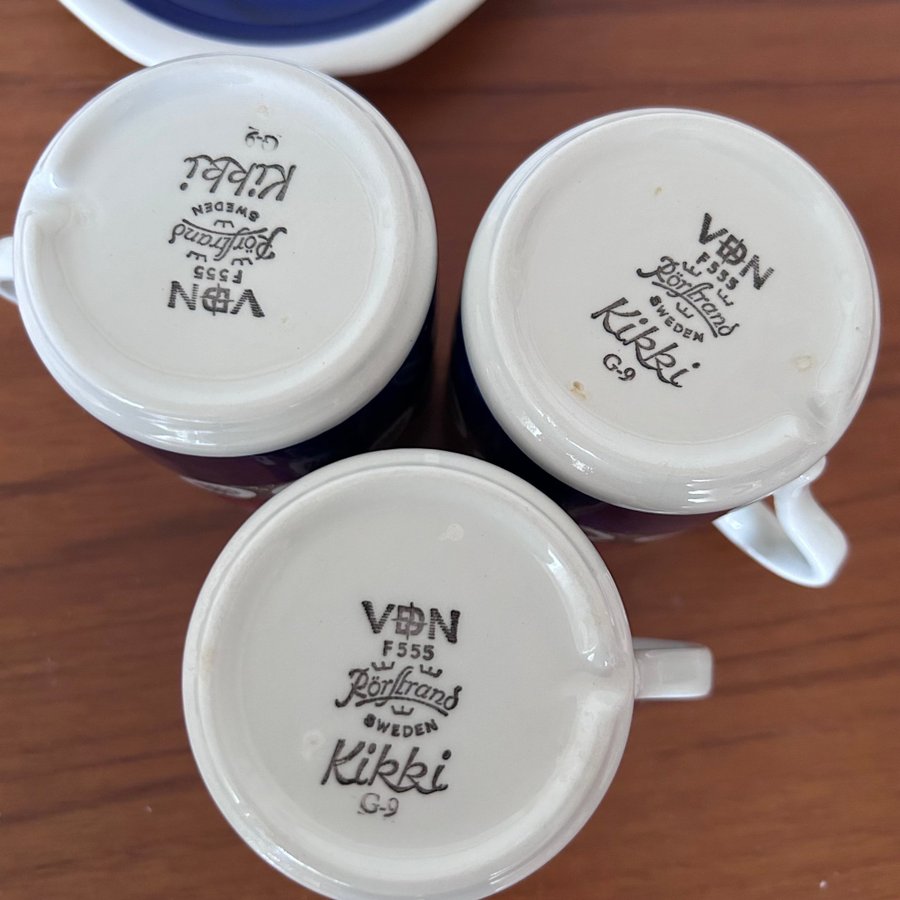 VDN
F555
Rörstrand
SWEDEN
Kikki
G-9
VDN
F555
Rörstrand
SWEDEN
Kikki
G-9
VDN
F555
Rörstrand
SWEDEN
Kikki
G-9